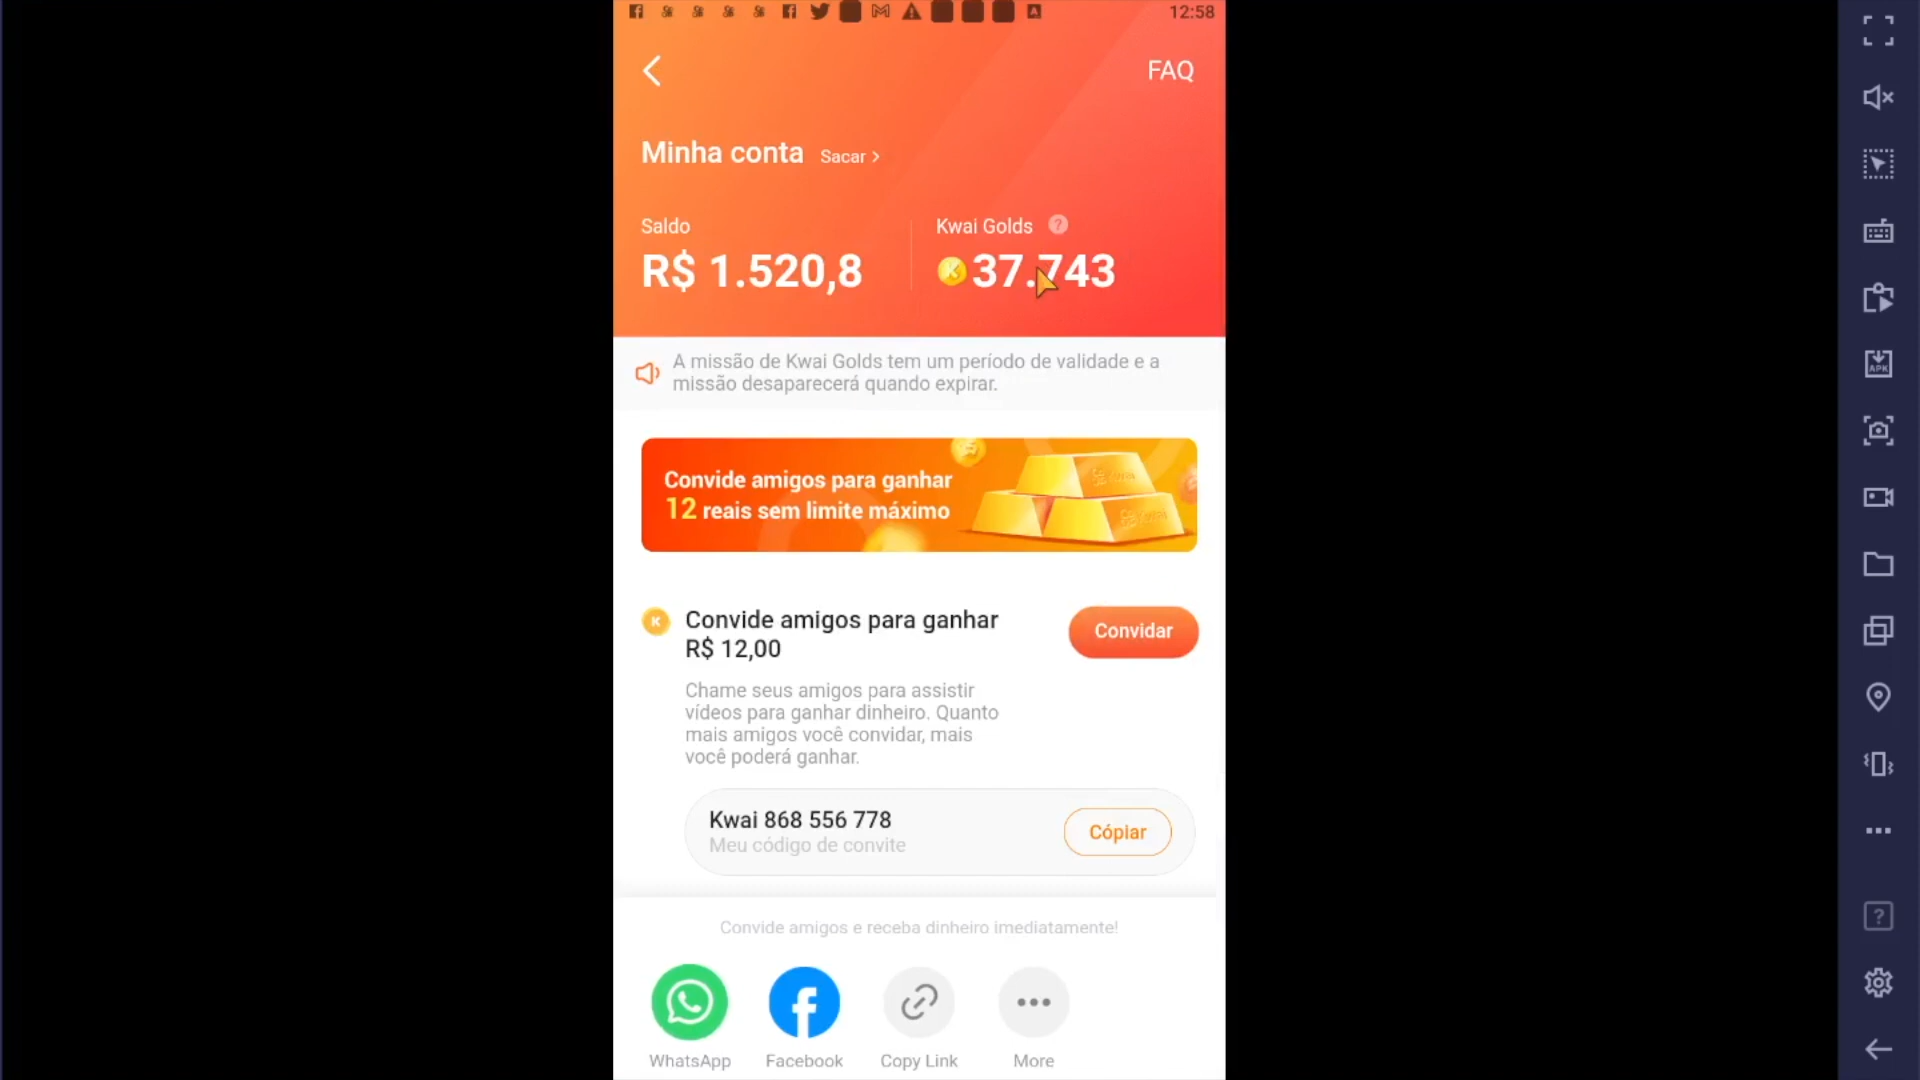 12:58
FAQ
Minha conta Sacar >
Saldo
Kwai Golds ?
R$ 1.520,8
37.743
A missão de Kwai Golds tem um período de validade e a
missão desaparecerá quando expirar.
Convide amigos para ganhar
12 reais sem limite máximo
Kwai
Kwai
Convide amigos para ganhar
R$ 12,00
Convidar
Chame seus amigos para assistir
vídeos para ganhar dinheiro. Quanto
mais amigos você convidar, mais
você poderá ganhar.
Kwai 868 556 778
Meu código de convite
Cópiar
Convide amigos e receba dinheiro imediatamente!
WhatsApp
Facebook
Copy Link
More
APK